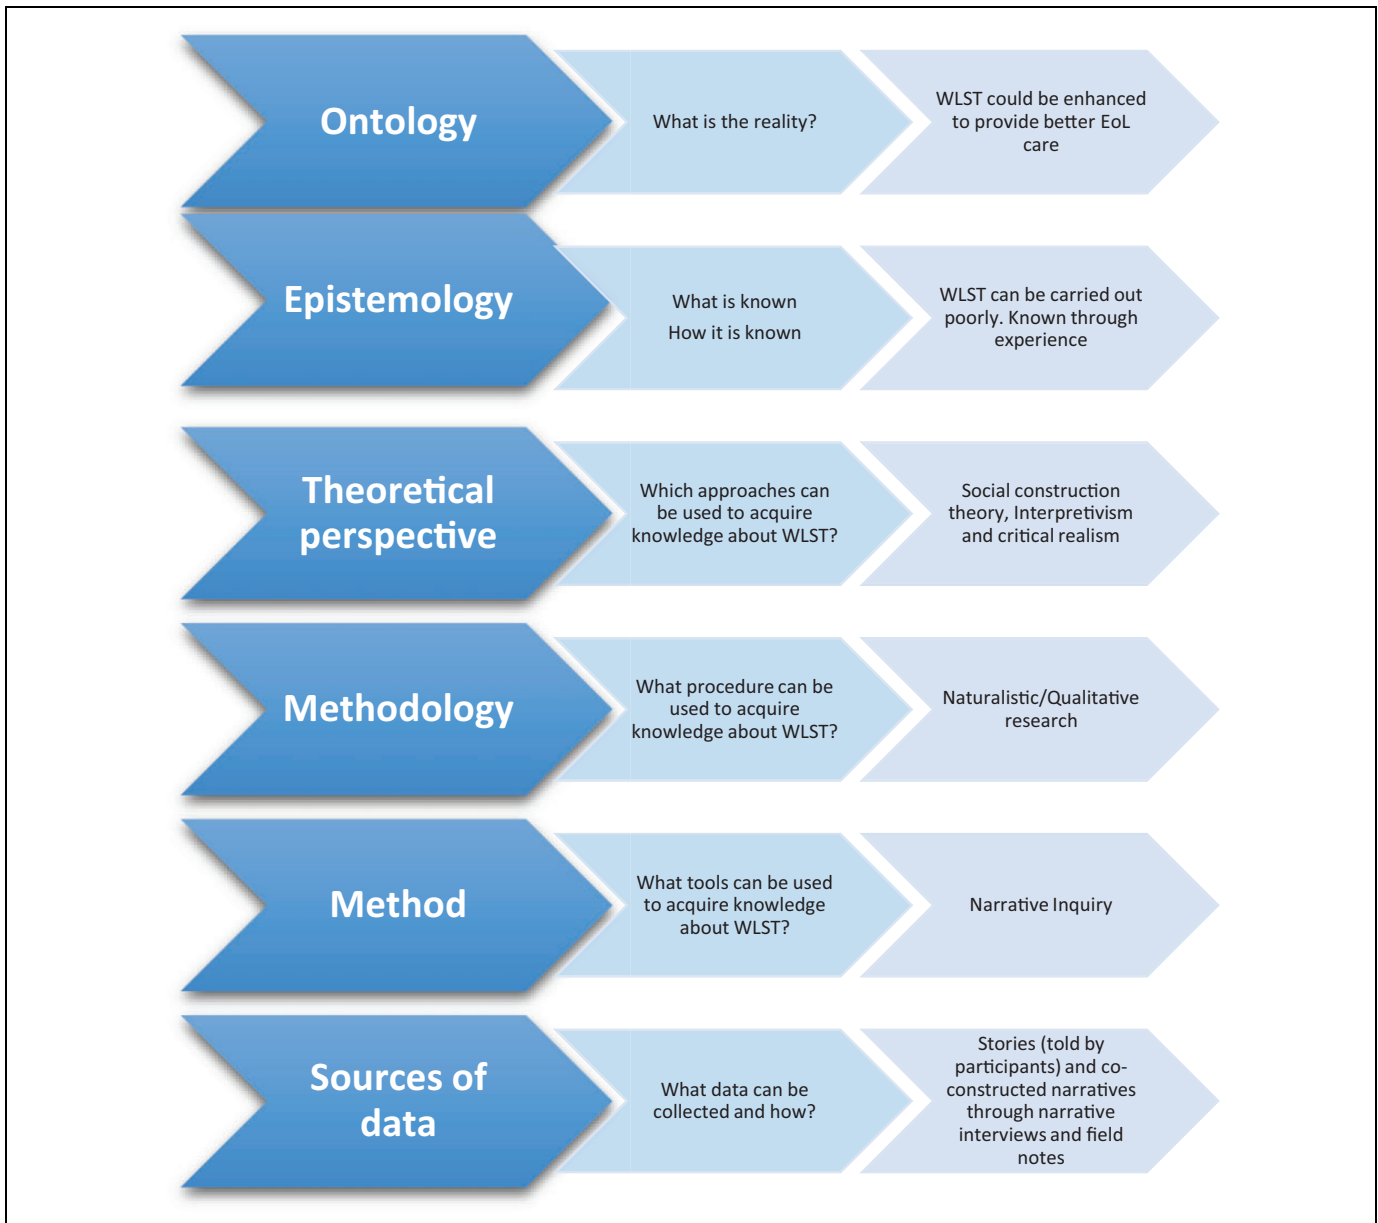 Ontology
What is the reality?
WLST could be enhanced
to provide better EoL
care
Epistemology
What is known
How it is known
WLST can be carried out
poorly. Known through
experience
Theoretical
perspective
Which approaches can
be used to acquire
knowledge about WLST?
Social construction
theory, Interpretivism
and critical realism
Methodology
What procedure can be
used to acquire
knowledge about WLST?
Naturalistic/Qualitative
research
Method
What tools can be used
to acquire knowledge
about WLST?
Narrative Inquiry
Sources of
data
What data can be
collected and how?
Stories (told by
participants) and co-
constructed narratives
through narrative
interviews and field
notes